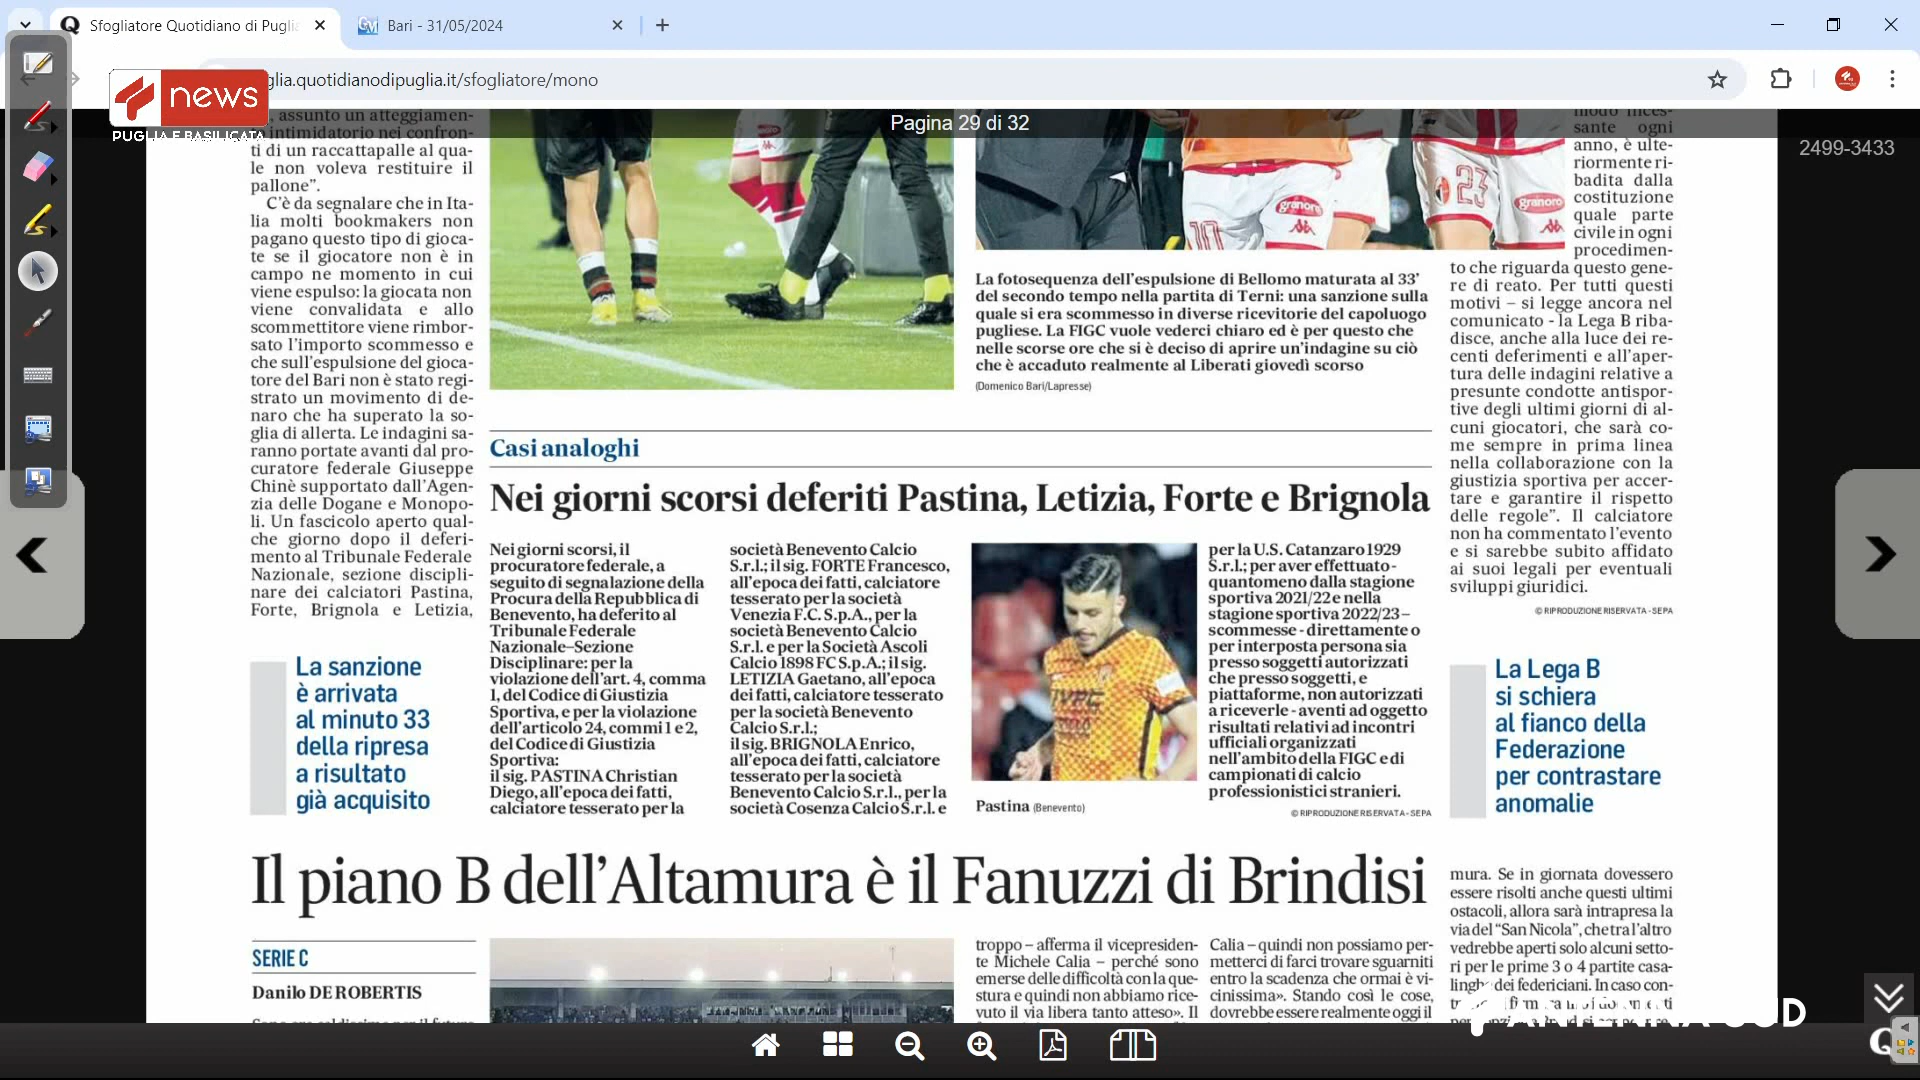 Sfogliatore Quotidiano di Puglia
Bari - 31/05/2024
glia.quotidianodipuglia.it/sfogliatore/mono
news
PUGLIA E BASILICATA
Pagina 29 di 32
2499-3433
, assunto un atteggiamen-
intimidatorio nei confron-
ti di un raccattapalle al qua-
le non voleva restituire il
pallone”.
C’è da segnalare che in Ita-
lia molti bookmakers non
pagano questo tipo di gioca-
te se il giocatore non è in
campo ne momento in cui
viene espulso: la giocata non
viene convalidata e allo
scommettitore viene rimbor-
sato l’importo scommesso e
che sull’espulsione del gioca-
tore del Bari non è stato regi-
strato un movimento di de-
naro che ha superato la so-
glia di allerta. Le indagini sa-
ranno portate avanti dal pro-
curatore federale Giuseppe
Chinè supportato dall’Agen-
zia delle Dogane e Monopo-
li. Un fascicolo aperto qual-
che giorno dopo il deferi-
mento al Tribunale Federale
Nazionale, sezione discipli-
nare dei calciatori Pastina,
Forte, Brignola e Letizia,
La sanzione
è arrivata
al minuto 33
della ripresa
a risultato
già acquisito
10
granoro
23
granoro
La fotosequenza dell’espulsione di Bellomo maturata al 33’
del secondo tempo nella partita di Terni: una sanzione sulla
quale si era scommesso in diverse ricevitorie del capoluogo
pugliese. La FIGC vuole vederci chiaro ed è per questo che
nelle scorse ore che si è deciso di aprire un’indagine su ciò
che è accaduto realmente al Liberati giovedì scorso
(Domenico Bari/Lapresse)
Casi analoghi
Nei giorni scorsi deferiti Pastina, Letizia, Forte e Brignola
Nei giorni scorsi, il
procuratore federale, a
seguito di segnalazione della
Procura della Repubblica di
Benevento, ha deferito al
Tribunale Federale
Nazionale–Sezione
Disciplinare: per la
violazione dell’art. 4, comma
1, del Codice di Giustizia
Sportiva, e per la violazione
dell’articolo 24, commi 1 e 2,
del Codice di Giustizia
Sportiva:
il sig. PASTINA Christian
Diego, all’epoca dei fatti,
calciatore tesserato per la
società Benevento Calcio
S.r.l.; il sig. FORTE Francesco,
all’epoca dei fatti, calciatore
tesserato per la società
Venezia F.C. S.p.A., per la
società Benevento Calcio
S.r.l. e per la Società Ascoli
Calcio 1898 FC S.p.A.; il sig.
LETIZIA Gaetano, all’epoca
dei fatti, calciatore tesserato
per la società Benevento
Calcio S.r.l.;
il sig. BRIGNOLA Enrico,
all’epoca dei fatti, calciatore
tesserato per la società
Benevento Calcio S.r.l., per la
società Cosenza Calcio S.r.l. e
Pastina (Benevento)
per la U.S. Catanzaro 1929
S.r.l.; per aver effettuato -
quantomeno dalla stagione
sportiva 2021/22 e nella
stagione sportiva 2022/23 –
scommesse - direttamente o
per interposta persona sia
presso soggetti autorizzati
che presso soggetti, e
piattaforme, non autorizzati
a riceverle - aventi ad oggetto
risultati relativi ad incontri
ufficiali organizzati
nell’ambito della FIGC e di
campionati di calcio
professionistici stranieri.
© RIPRODUZIONE RISERVATA - SEPA
modo inces-
sante ogni
anno, è ulte-
riormente ri-
badita dalla
costituzione
quale parte
civile in ogni
procedimen-
to che riguarda questo gene-
re di reato. Per tutti questi
motivi – si legge ancora nel
comunicato - la Lega B riba-
disce, anche alla luce dei re-
centi deferimenti e all’aper-
tura delle indagini relative a
presunte condotte antispor-
tive degli ultimi giorni di al-
cuni giocatori, che sarà co-
me sempre in prima linea
nella collaborazione con la
giustizia sportiva per accer-
tare e garantire il rispetto
delle regole”. Il calciatore
non ha commentato l’evento
e si sarebbe subito affidato
ai suoi legali per eventuali
sviluppi giuridici.
© RIPRODUZIONE RISERVATA - SEPA
La Lega B
si schiera
al fianco della
Federazione
per contrastare
anomalie
Il piano B dell’Altamura è il Fanuzzi di Brindisi
SERIE C
Danilo DE ROBERTIS
troppo – afferma il vicepresiden-
te Michele Calia – perché sono
emerse delle difficoltà con la que-
stura e quindi non abbiamo rice-
vuto il via libera tanto atteso». Il
Calia – quindi non possiamo per-
metterci di farci trovare sguarniti
entro la scadenza che ormai è vi-
cinissima». Stando così le cose,
dovrebbe essere realmente oggi il
mura. Se in giornata dovessero
essere risolti anche questi ultimi
ostacoli, allora sarà intrapresa la
via del “San Nicola”, che tra l’altro
vedrebbe aperti solo alcuni setto-
ri per le prime 3 o 4 partite casa-
linghe dei federiciani. In caso con-